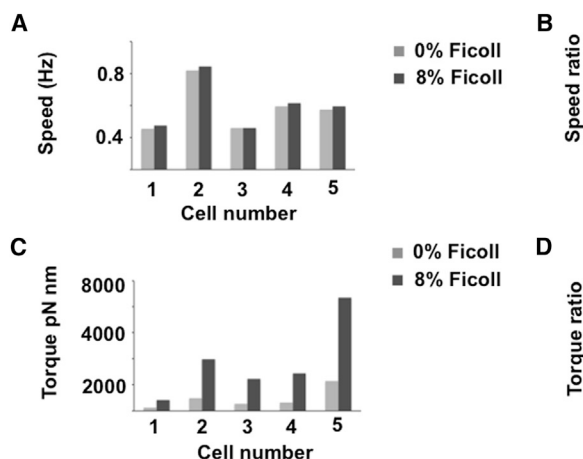 A
Speed (Hz)
0.8
0.4
1 2 3 4 5
Cell number
0% Ficoll
8% Ficoll
B
Speed ratio
C
Torque pN nm
8000
4000
2000
1 2 3 4 5
Cell number
0% Ficoll
8% Ficoll
D
Torque ratio